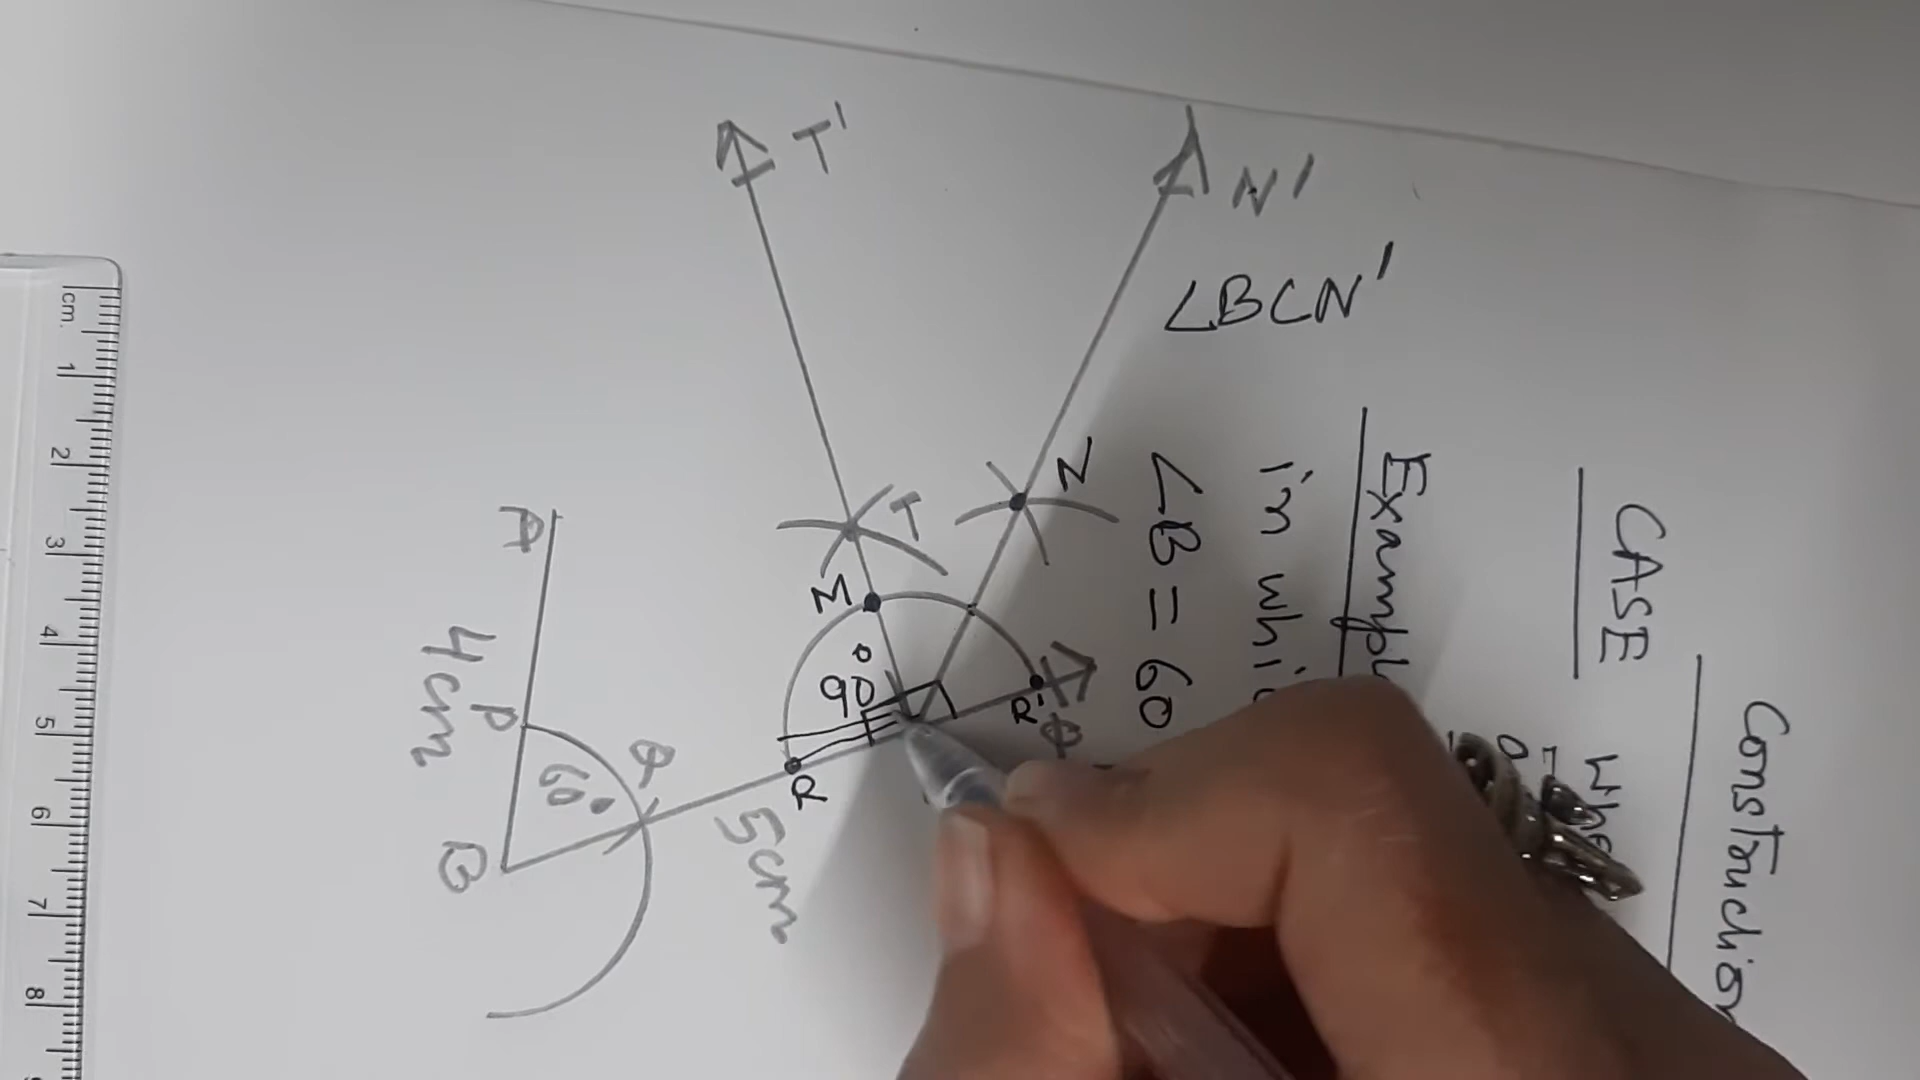 Construction
CASE
Exampl
in whi
∠B = 60
∠BCN'
N'
T'
N
T
M
90°
R'
R
5cm
Q
60°
P
4cm
A
B
cm.
1
2
3
4
5
6
7
8